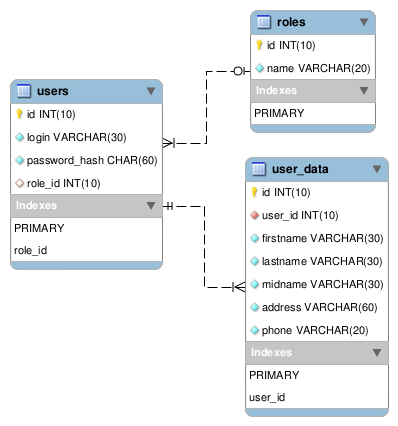 roles
id INT(10)
name VARCHAR(20)
Indexes
PRIMARY
users
id INT(10)
login VARCHAR(30)
password_hash CHAR(60)
role_id INT(10)
Indexes
PRIMARY
role_id
user_data
id INT(10)
user_id INT(10)
firstname VARCHAR(30)
lastname VARCHAR(30)
midname VARCHAR(30)
address VARCHAR(60)
phone VARCHAR(20)
Indexes
PRIMARY
user_id